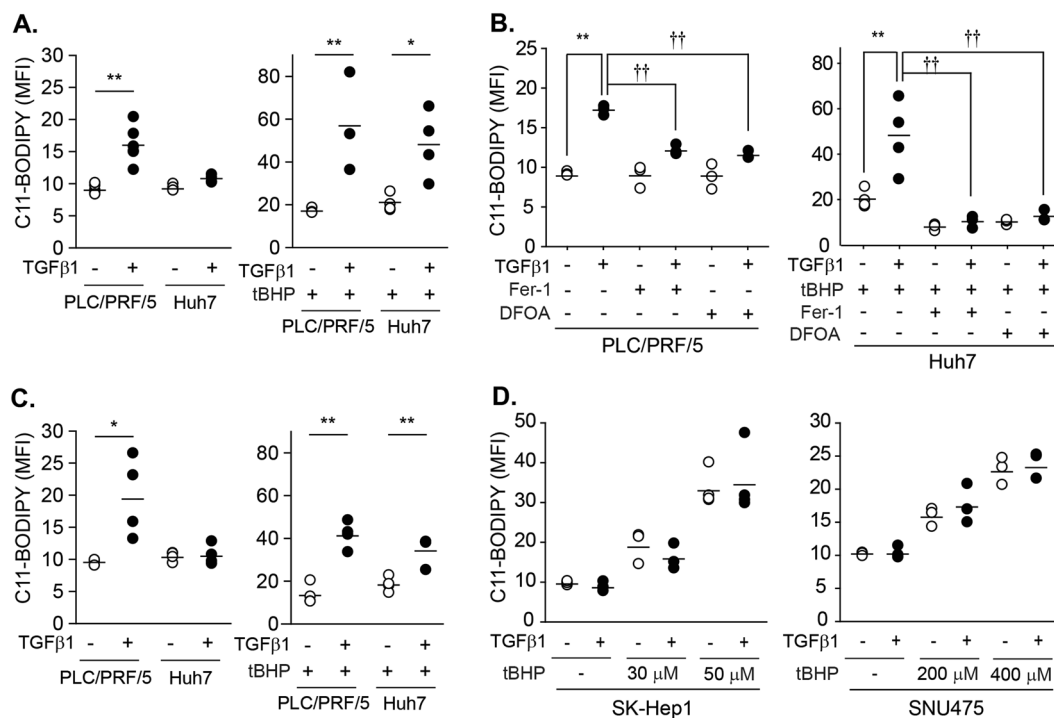 A.
C11-BODIPY (MFI)
30
25
20
15
10
5
0
**
TGFβ1 - + - +
PLC/PRF/5 Huh7
80
60
40
20
0
** *
TGFβ1 - + - +
tBHP + + + +
PLC/PRF/5 Huh7
B.
C11-BODIPY (MFI)
25
20
15
10
5
0
** †† ††
TGFβ1 - + - + - +
Fer-1 - - + + - -
DFOA - - - - + +
PLC/PRF/5
80
60
40
20
0
** †† ††
TGFβ1 - + - + - +
tBHP + + + + + +
Fer-1 - - + + - -
DFOA - - - - + +
Huh7
C.
C11-BODIPY (MFI)
30
25
20
15
10
5
0
*
TGFβ1 - + - +
PLC/PRF/5 Huh7
80
60
40
20
0
** **
TGFβ1 - + - +
tBHP + + + +
PLC/PRF/5 Huh7
D.
C11-BODIPY (MFI)
50
40
30
20
10
0
TGFβ1 - + - + - +
tBHP - 30 μM 50 μM
SK-Hep1
30
25
20
15
10
5
0
TGFβ1 - + - + - +
tBHP - 200 μM 400 μM
SNU475